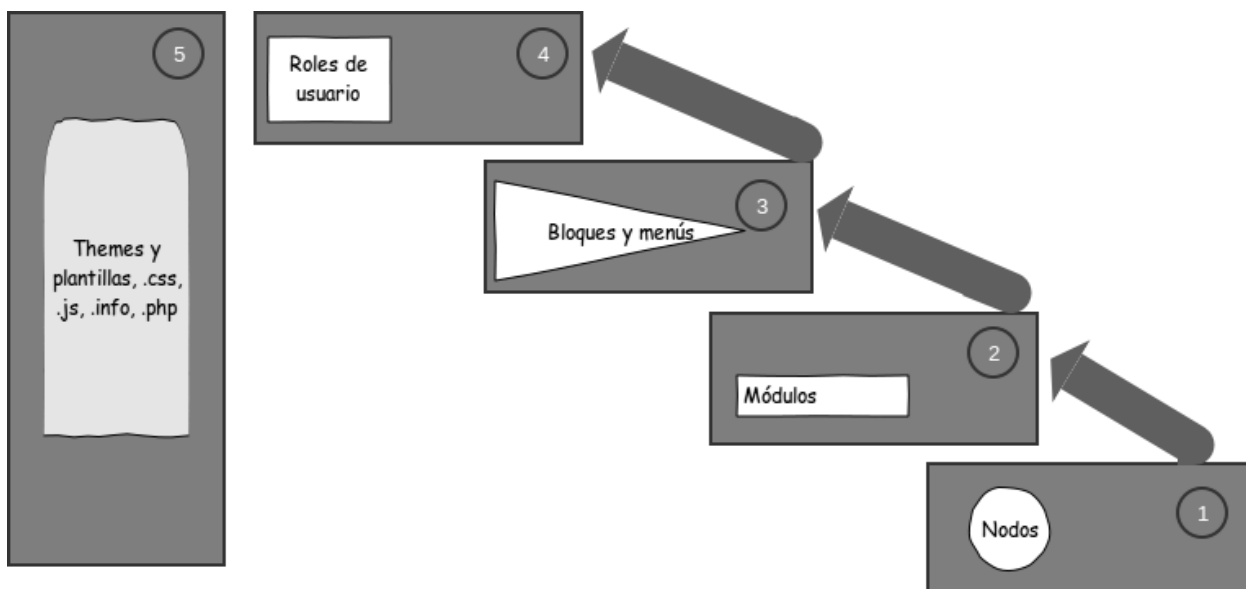 5
Themes y
plantillas, .css,
.js, .info, .php
4
Roles de
usuario
3
Bloques y menús
2
Módulos
1
Nodos